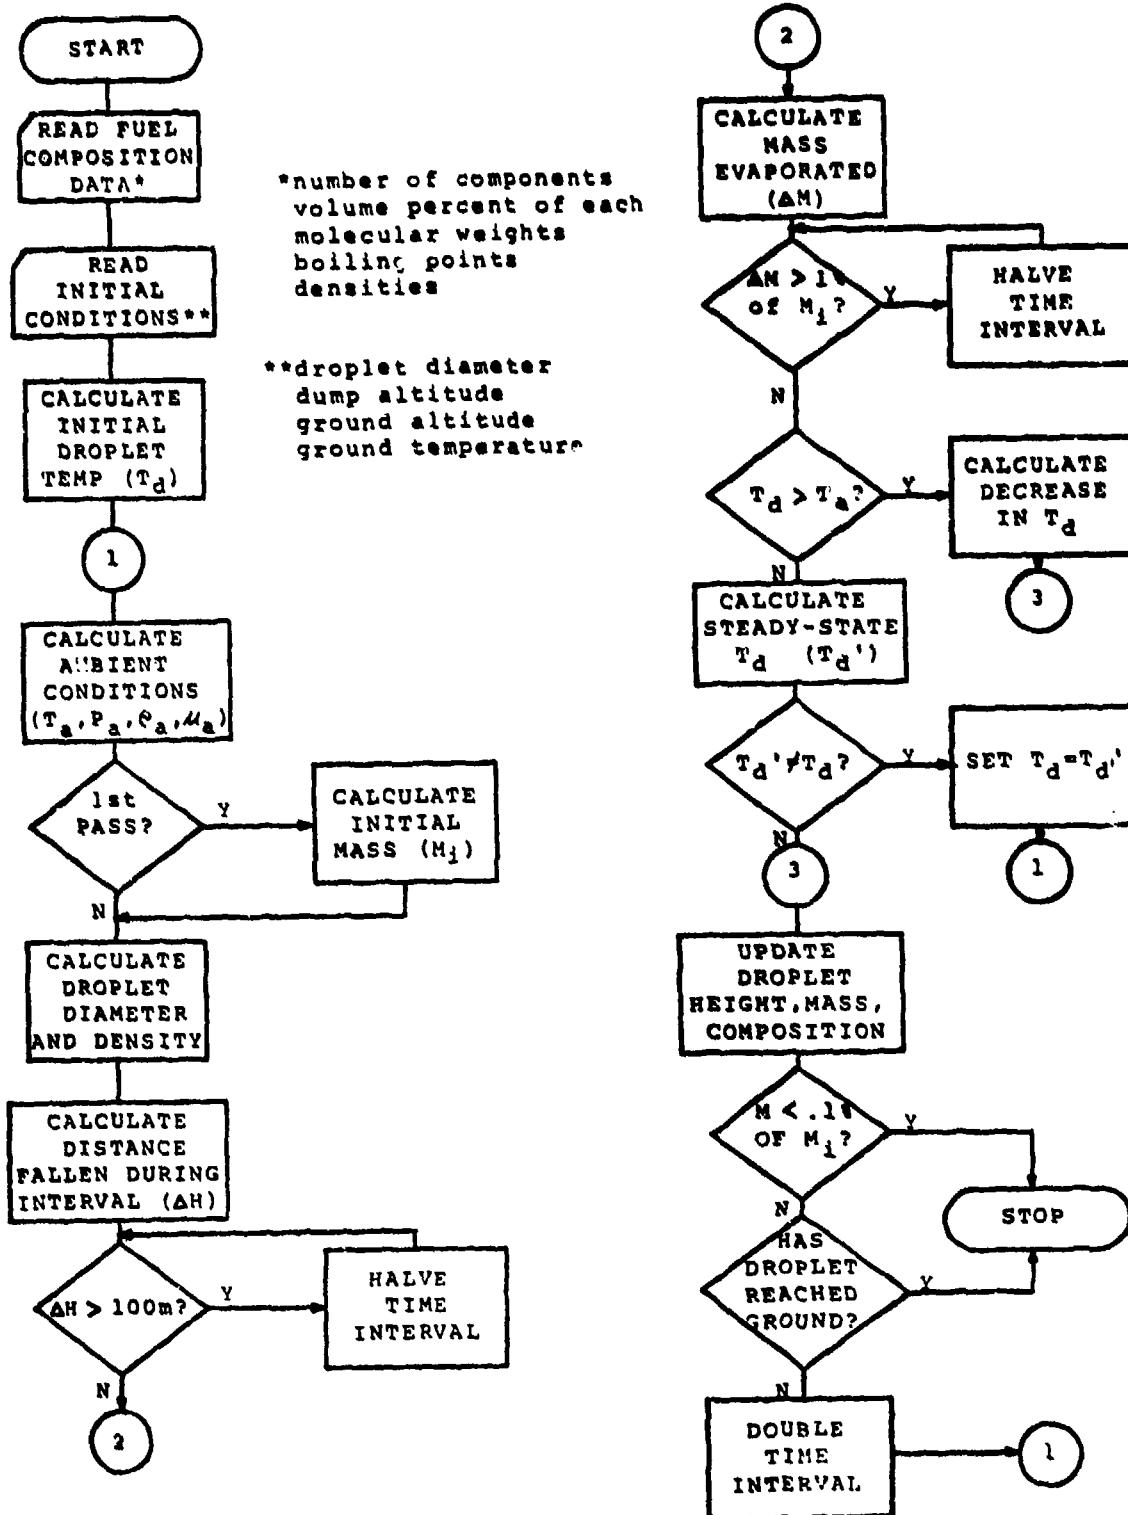 START
READ FUEL
COMPOSITION
DATA*
READ
INITIAL
CONDITIONS**
CALCULATE
INITIAL
DROPLET
TEMP (Td)
1
CALCULATE
AMBIENT
CONDITIONS
(Ta, Pa, ρa, μa)
1st
PASS?
Y
CALCULATE
INITIAL
MASS (Mi)
N
CALCULATE
DROPLET
DIAMETER
AND DENSITY
CALCULATE
DISTANCE
FALLEN DURING
INTERVAL (ΔH)
ΔH > 100m?
Y
HALVE
TIME
INTERVAL
N
2
*number of components
volume percent of each
molecular weights
boiling points
densities
**droplet diameter
dump altitude
ground altitude
ground temperature
2
CALCULATE
MASS
EVAPORATED
(ΔM)
ΔM > 1%
of Mi?
Y
HALVE
TIME
INTERVAL
N
Td > Ta?
Y
CALCULATE
DECREASE
IN Td
3
N
CALCULATE
STEADY-STATE
Td (Td')
Td' ≠ Td?
Y
SET Td = Td'
1
N
3
UPDATE
DROPLET
HEIGHT, MASS,
COMPOSITION
M < .1%
OF Mi?
Y
STOP
N
HAS
DROPLET
REACHED
GROUND?
Y
N
DOUBLE
TIME
INTERVAL
1